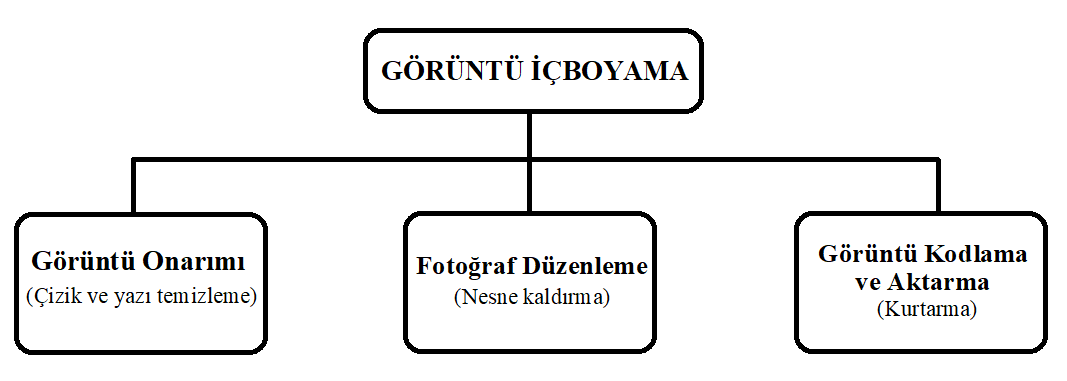 GÖRÜNTÜ İÇBOYAMA
Görüntü Onarımı
(Çizik ve yazı temizleme)
Fotoğraf Düzenleme
(Nesne kaldırma)
Görüntü Kodlama
ve Aktarma
(Kurtarma)